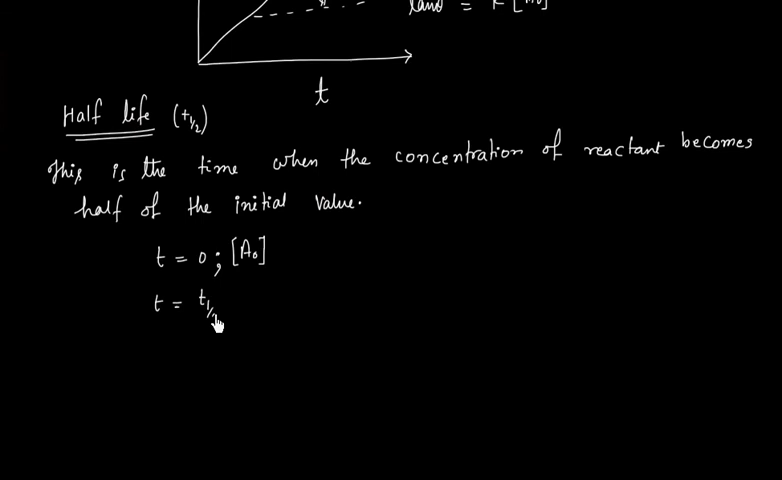 t
Half life (t1/2)
This is the time when the concentration of reactant becomes
half of the initial value.
t = 0 ; [A0]
t = t1/